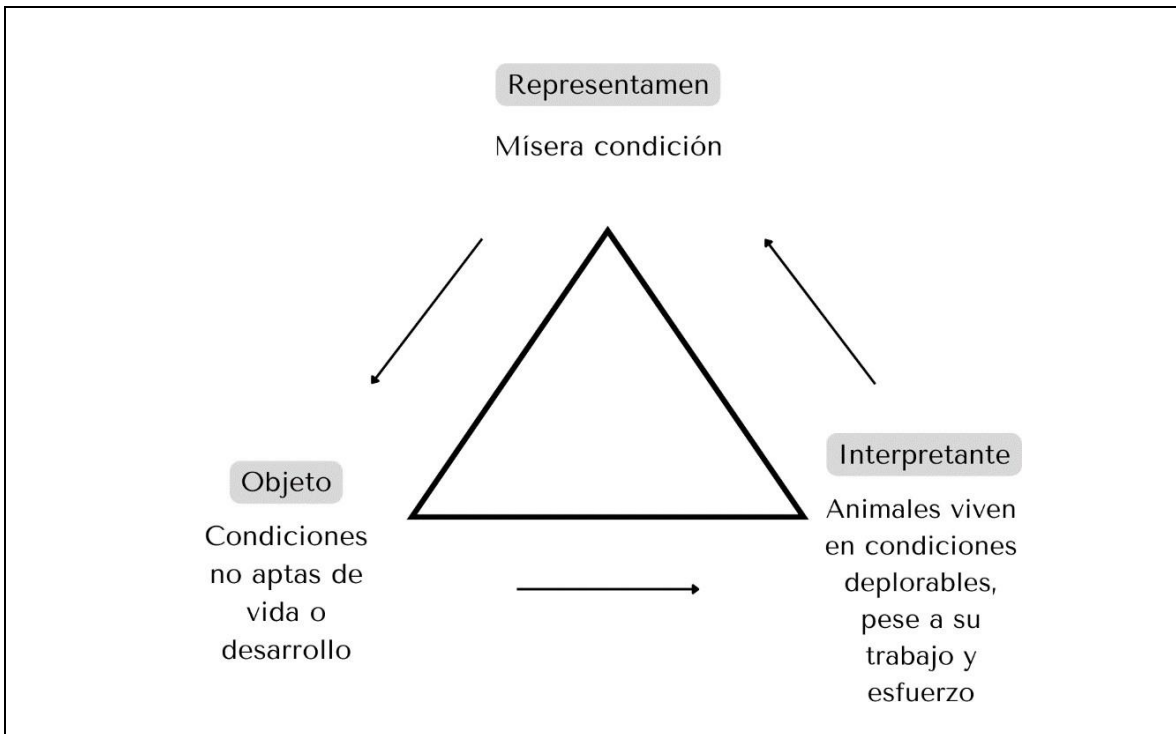 Representamen
Mísera condición
Objeto
Condiciones
no aptas de
vida o
desarrollo
Interpretante
Animales viven
en condiciones
deplorables,
pese a su
trabajo y
esfuerzo